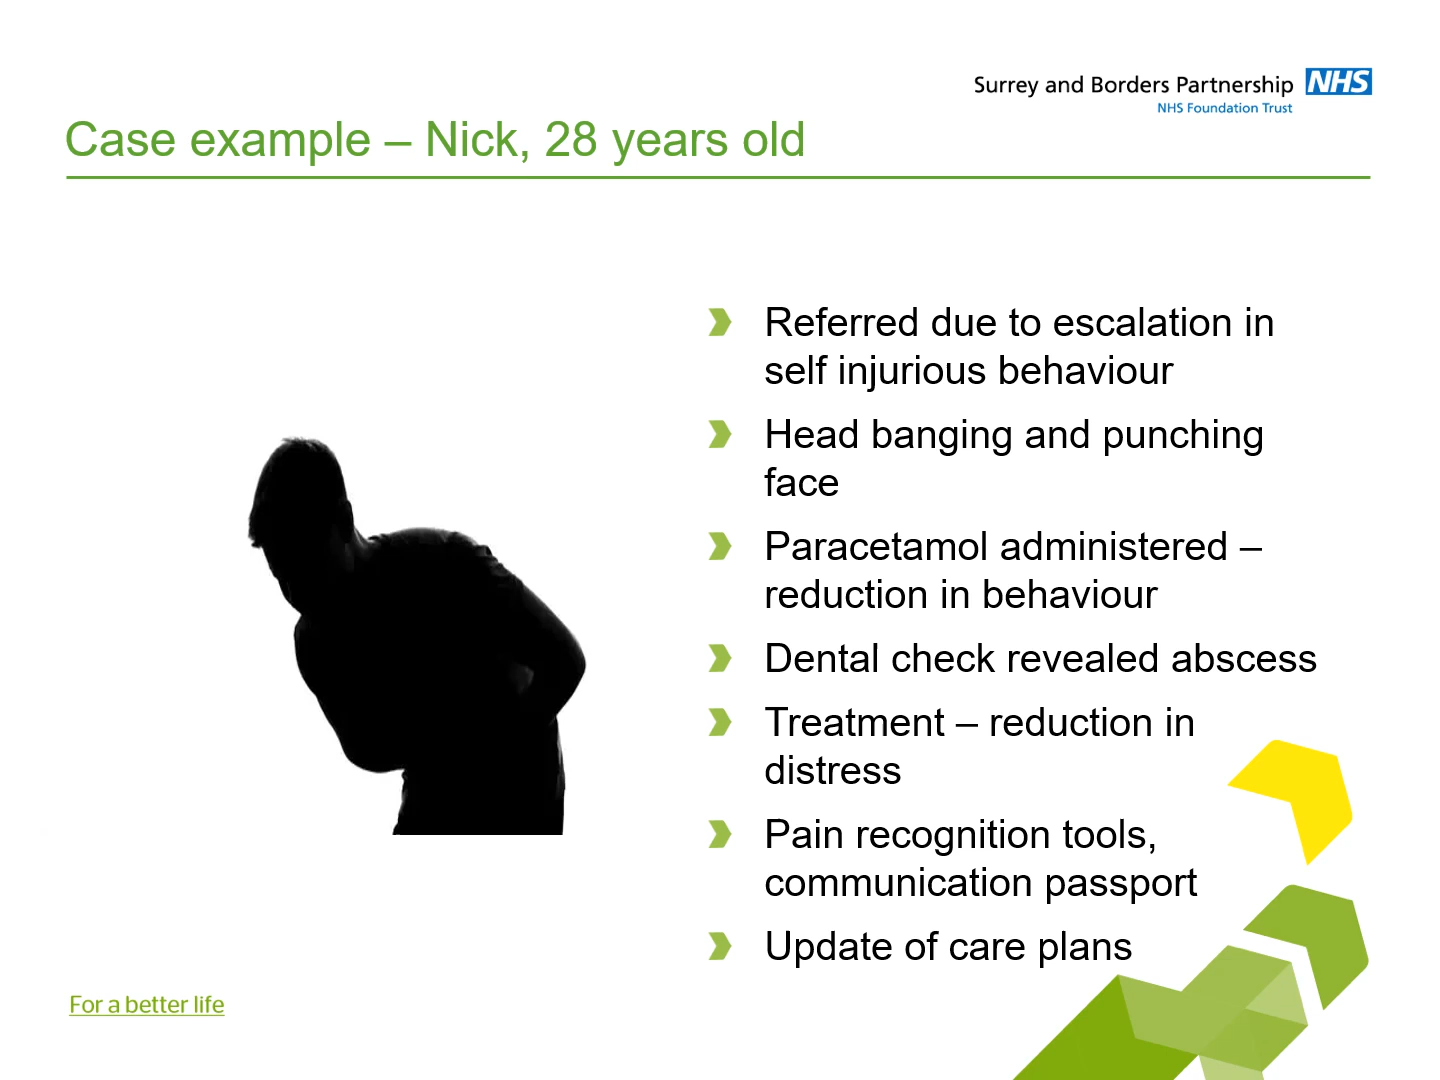 Surrey and Borders Partnership NHS
NHS Foundation Trust
Case example – Nick, 28 years old
Referred due to escalation in
self injurious behaviour
Head banging and punching
face
Paracetamol administered –
reduction in behaviour
Dental check revealed abscess
Treatment – reduction in
distress
Pain recognition tools,
communication passport
Update of care plans
For a better life